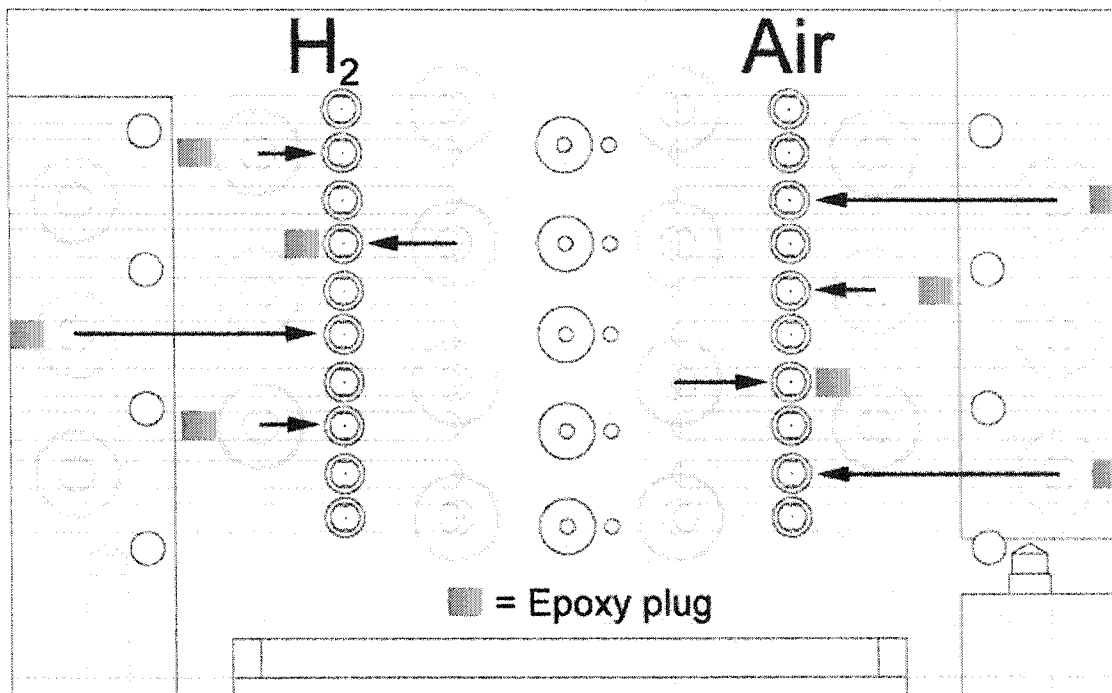 H₂
Air
= Epoxy plug